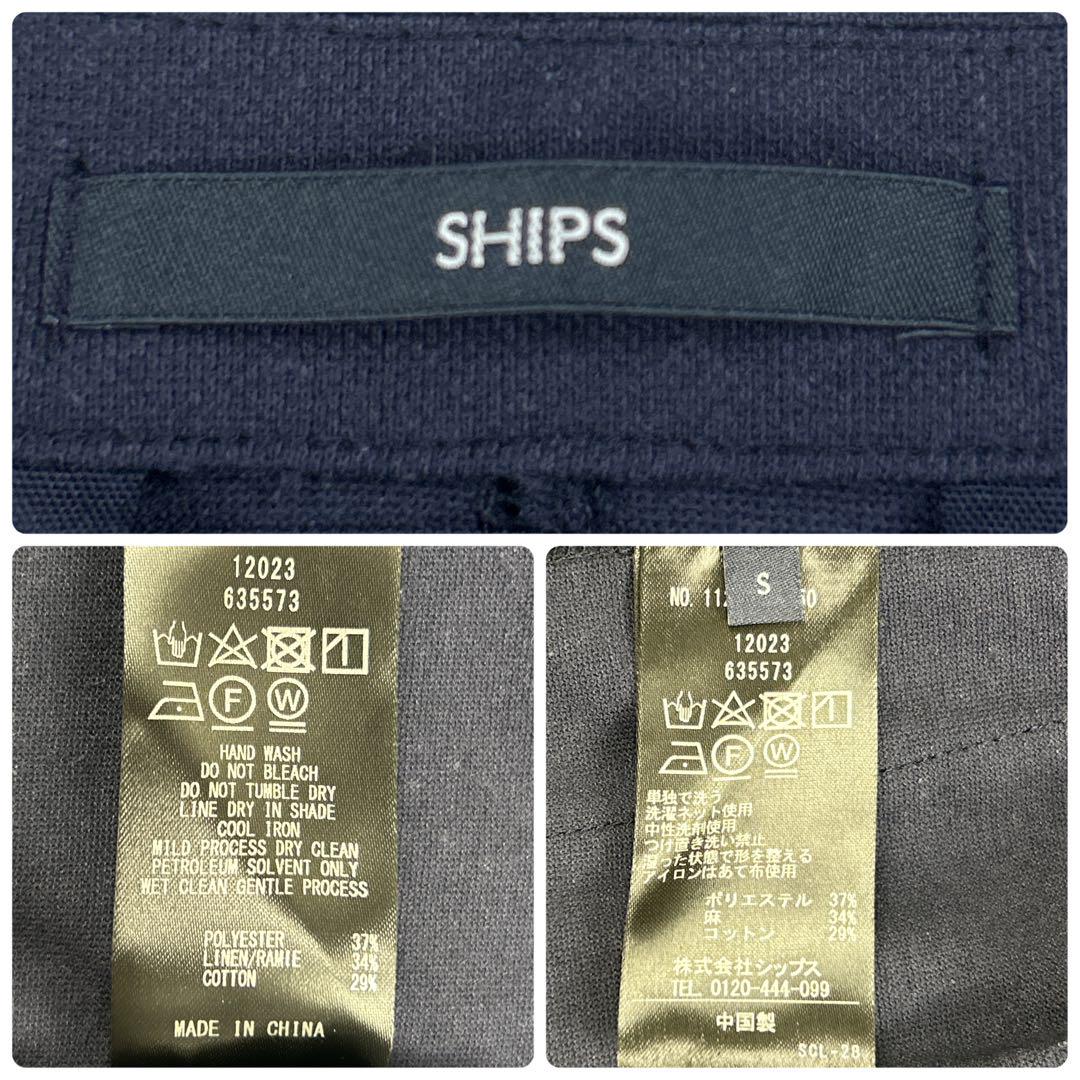 SHIPS
12023
635573
F W
HAND WASH
DO NOT BLEACH
DO NOT TUMBLE DRY
LINE DRY IN SHADE
COOL IRON
MILD PROCESS DRY CLEAN
PETROLEUM SOLVENT ONLY
WET CLEAN GENTLE PROCESS
POLYESTER 37%
LINEN/RAMIE 34%
COTTON 29%
MADE IN CHINA
S
NO.
12023
635573
F W
単独で洗う
洗濯ネット使用
中性洗剤使用
つけ置き洗い禁止
湿った状態で形を整える
アイロンはあて布使用
ポリエステル 37%
麻 34%
コットン 29%
株式会社シップス
TEL. 0120-444-099
中国製
SCL-28